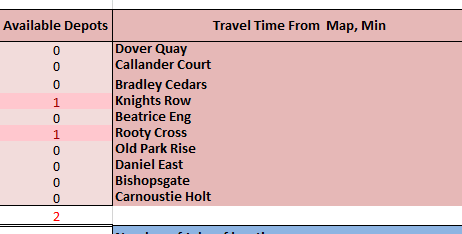 Available Depots Travel Time From Map, Min
0 Dover Quay
0 Callander Court
0 Bradley Cedars
1 Knights Row
0 Beatrice Eng
1 Rooty Cross
0 Old Park Rise
0 Daniel East
0 Bishopsgate
0 Carnoustie Holt
2